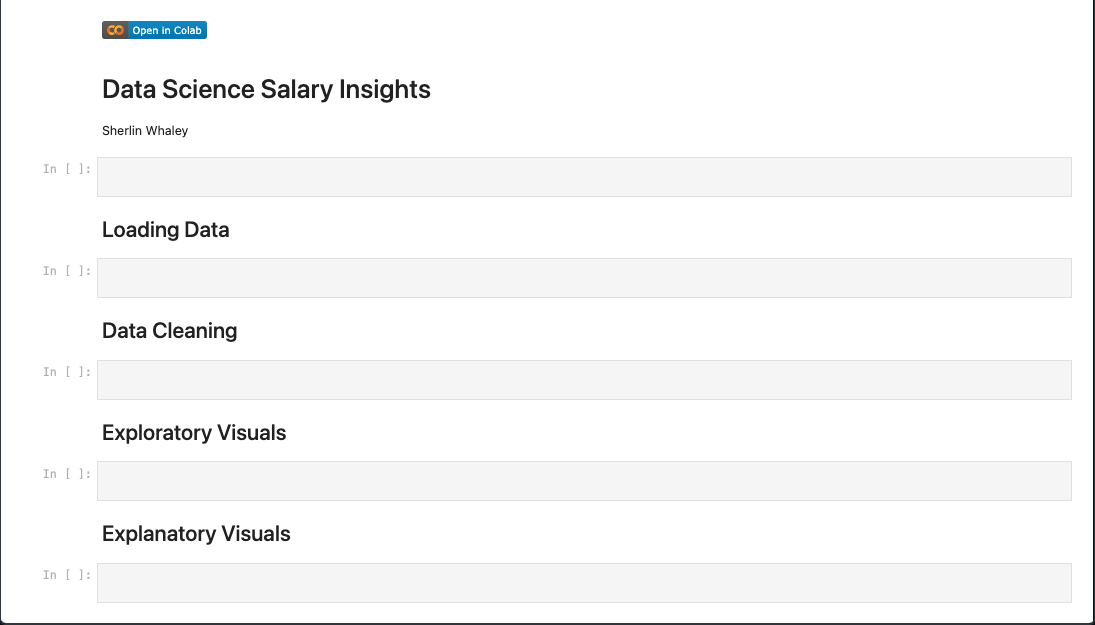 Open in Colab
Data Science Salary Insights
Sherlin Whaley
In [ ]:
Loading Data
In [ ]:
Data Cleaning
In [ ]:
Exploratory Visuals
In [ ]:
Explanatory Visuals
In [ ]: